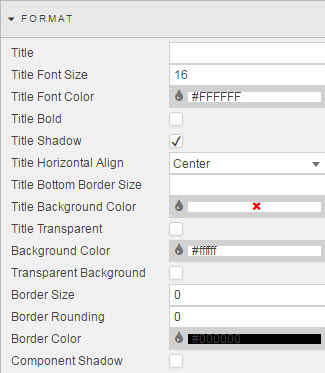 FORMAT
Title
Title Font Size 16
Title Font Color #FFFFFF
Title Bold
Title Shadow
Title Horizontal Align Center
Title Bottom Border Size
Title Background Color
Title Transparent
Background Color #ffffff
Transparent Background
Border Size 0
Border Rounding 0
Border Color #000000
Component Shadow